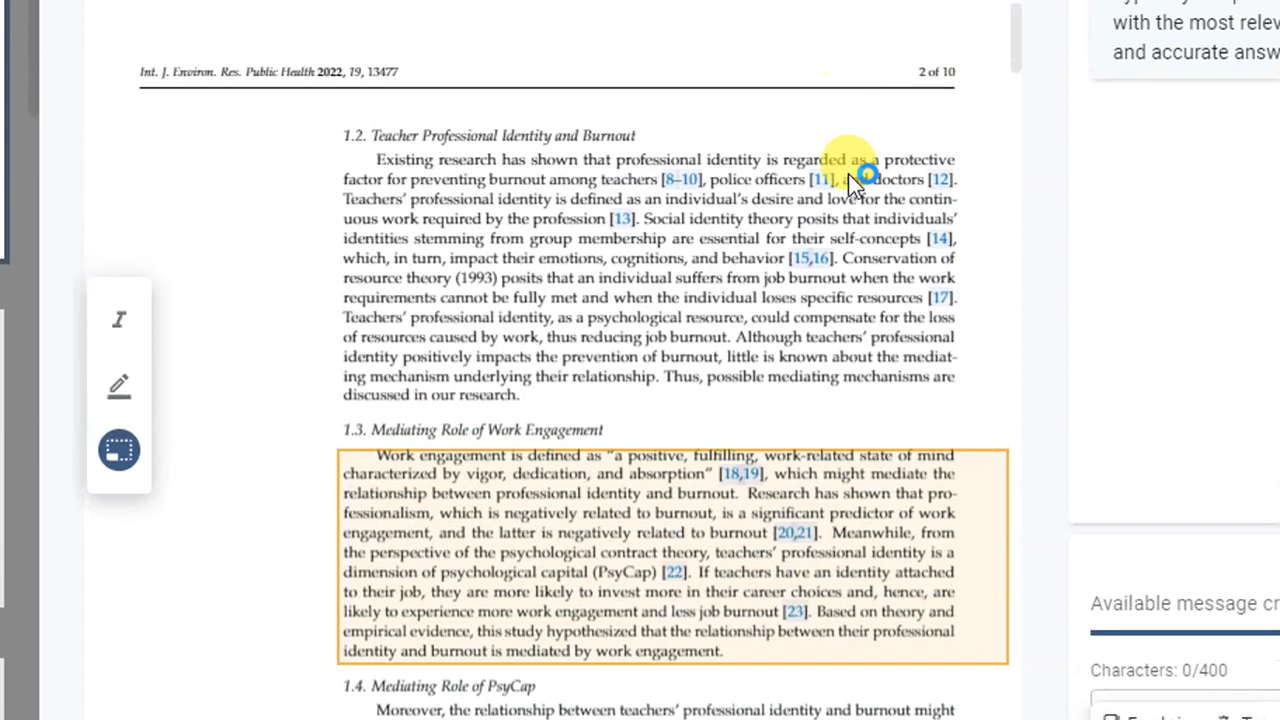 with the most relev
and accurate answ
Int. J. Environ. Res. Public Health 2022, 19, 13477
2 of 10
1.2. Teacher Professional Identity and Burnout
Existing research has shown that professional identity is regarded as a protective
factor for preventing burnout among teachers [8–10], police officers [11], doctors [12].
Teachers' professional identity is defined as an individual's desire and love for the contin-
uous work required by the profession [13]. Social identity theory posits that individuals'
identities stemming from group membership are essential for their self-concepts [14],
which, in turn, impact their emotions, cognitions, and behavior [15,16]. Conservation of
resource theory (1993) posits that an individual suffers from job burnout when the work
requirements cannot be fully met and when the individual loses specific resources [17].
Teachers' professional identity, as a psychological resource, could compensate for the loss
of resources caused by work, thus reducing job burnout. Although teachers' professional
identity positively impacts the prevention of burnout, little is known about the mediat-
ing mechanism underlying their relationship. Thus, possible mediating mechanisms are
discussed in our research.
1.3. Mediating Role of Work Engagement
Work engagement is defined as "a positive, fulfilling, work-related state of mind
characterized by vigor, dedication, and absorption" [18,19], which might mediate the
relationship between professional identity and burnout. Research has shown that pro-
fessionalism, which is negatively related to burnout, is a significant predictor of work
engagement, and the latter is negatively related to burnout [20,21]. Meanwhile, from
the perspective of the psychological contract theory, teachers' professional identity is a
dimension of psychological capital (PsyCap) [22]. If teachers have an identity attached
to their job, they are more likely to invest more in their career choices and, hence, are
likely to experience more work engagement and less job burnout [23]. Based on theory and
empirical evidence, this study hypothesized that the relationship between their professional
identity and burnout is mediated by work engagement.
1.4. Mediating Role of PsyCap
Moreover, the relationship between teachers' professional identity and burnout might
Available message cr
Characters: 0/400